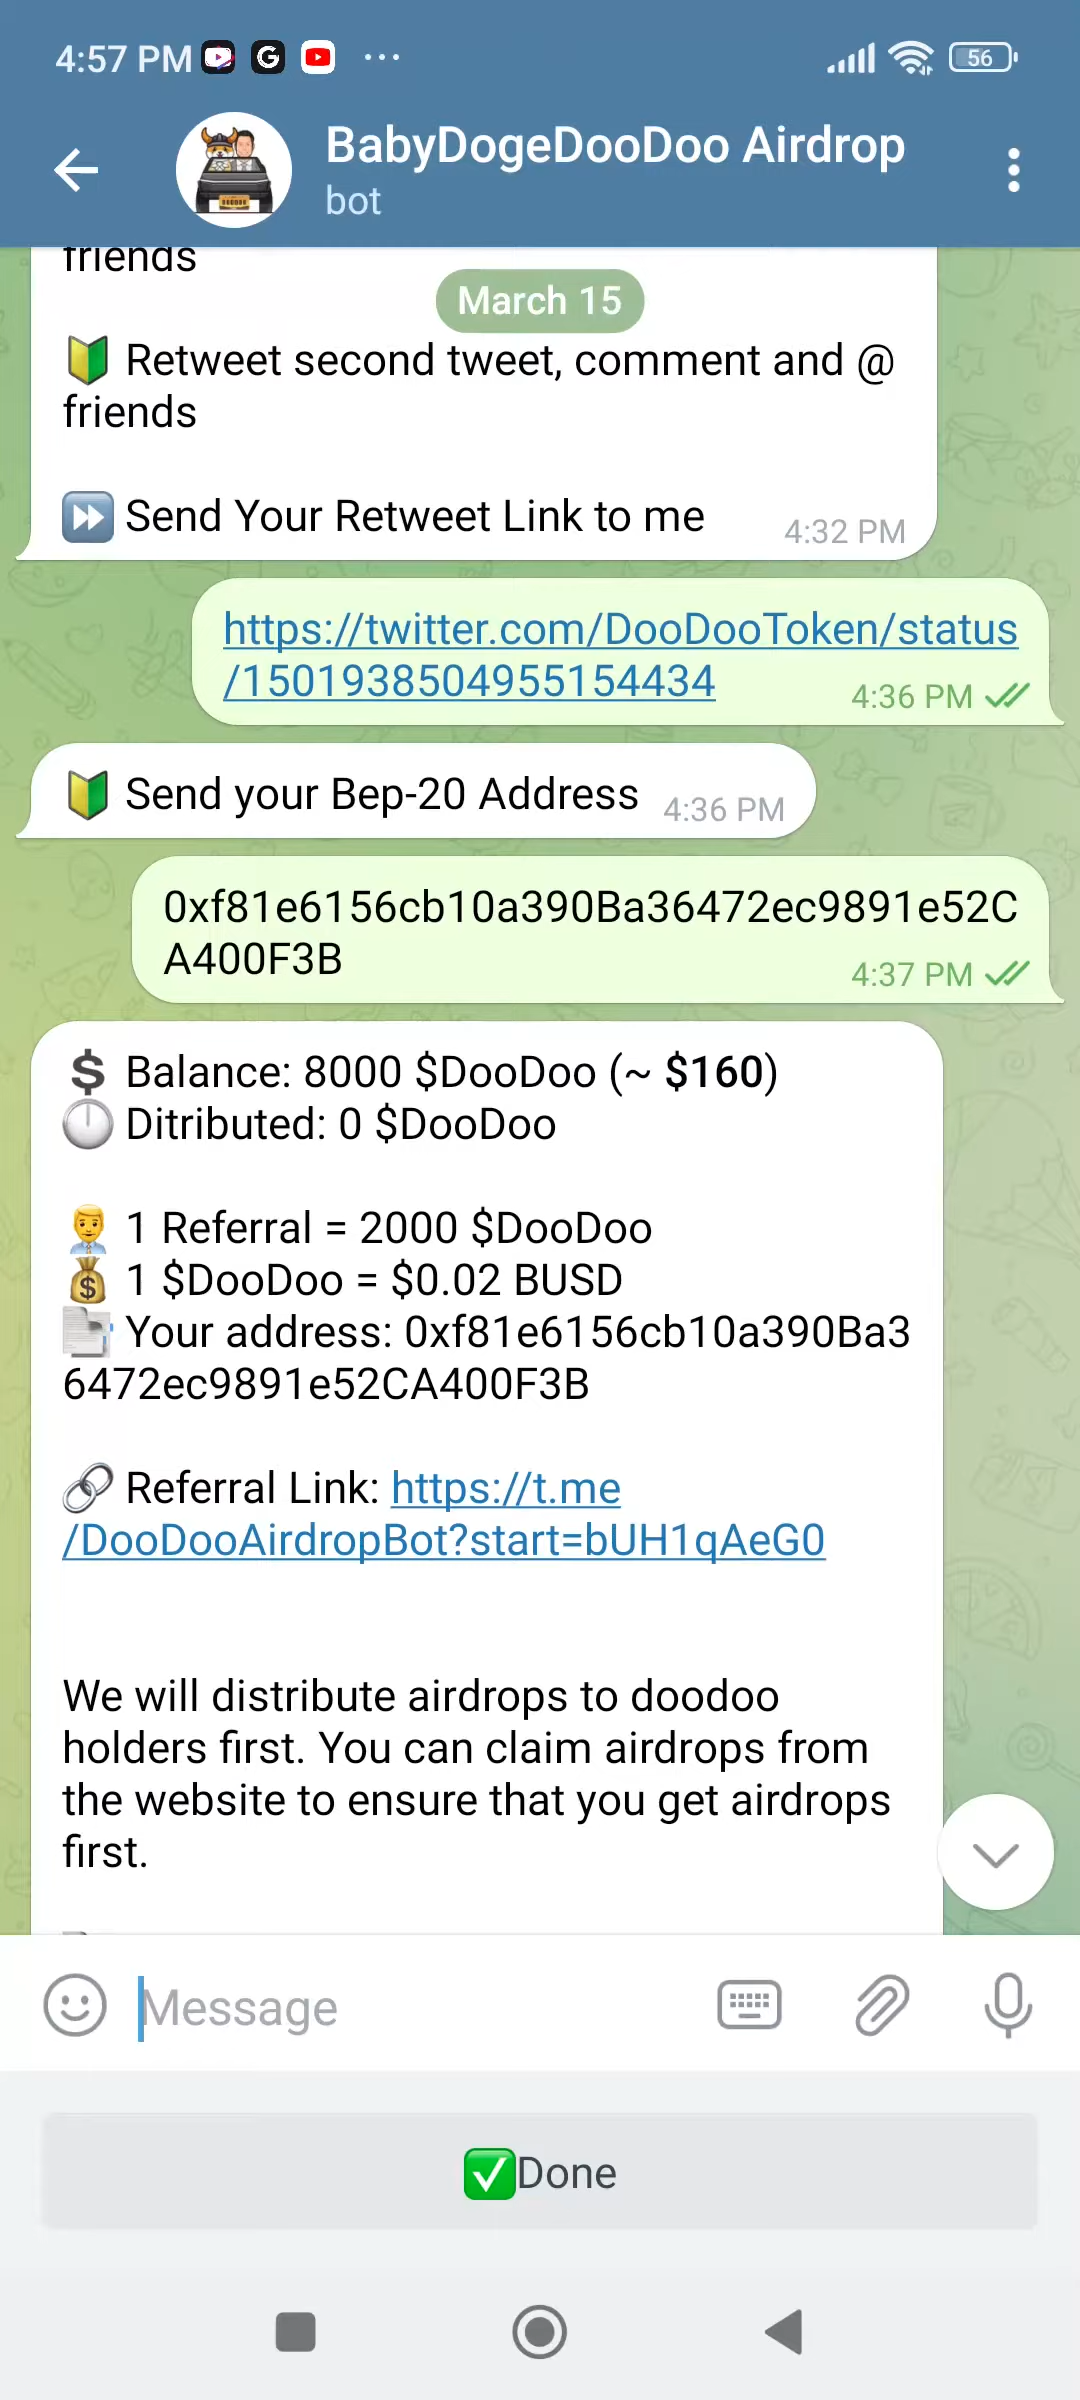 4:57 PM
56
BabyDogeDooDoo Airdrop
bot
friends
March 15
Retweet second tweet, comment and @
friends
Send Your Retweet Link to me
4:32 PM
https://twitter.com/DooDooToken/status
/1501938504955154434
4:36 PM
Send your Bep-20 Address
4:36 PM
0xf81e6156cb10a390Ba36472ec9891e52C
A400F3B
4:37 PM
Balance: 8000 $DooDoo (~ $160)
Ditributed: 0 $DooDoo
1 Referral = 2000 $DooDoo
1 $DooDoo = $0.02 BUSD
Your address: 0xf81e6156cb10a390Ba3
6472ec9891e52CA400F3B
Referral Link: https://t.me
/DooDooAirdropBot?start=bUH1qAeG0
We will distribute airdrops to doodoo
holders first. You can claim airdrops from
the website to ensure that you get airdrops
first.
Message
Done